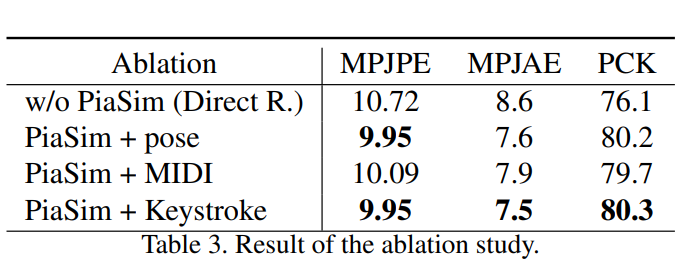 Ablation MPJPE MPJAE PCK
w/o PiaSim (Direct R.) 10.72 8.6 76.1
PiaSim + pose 9.95 7.6 80.2
PiaSim + MIDI 10.09 7.9 79.7
PiaSim + Keystroke 9.95 7.5 80.3
Table 3. Result of the ablation study.